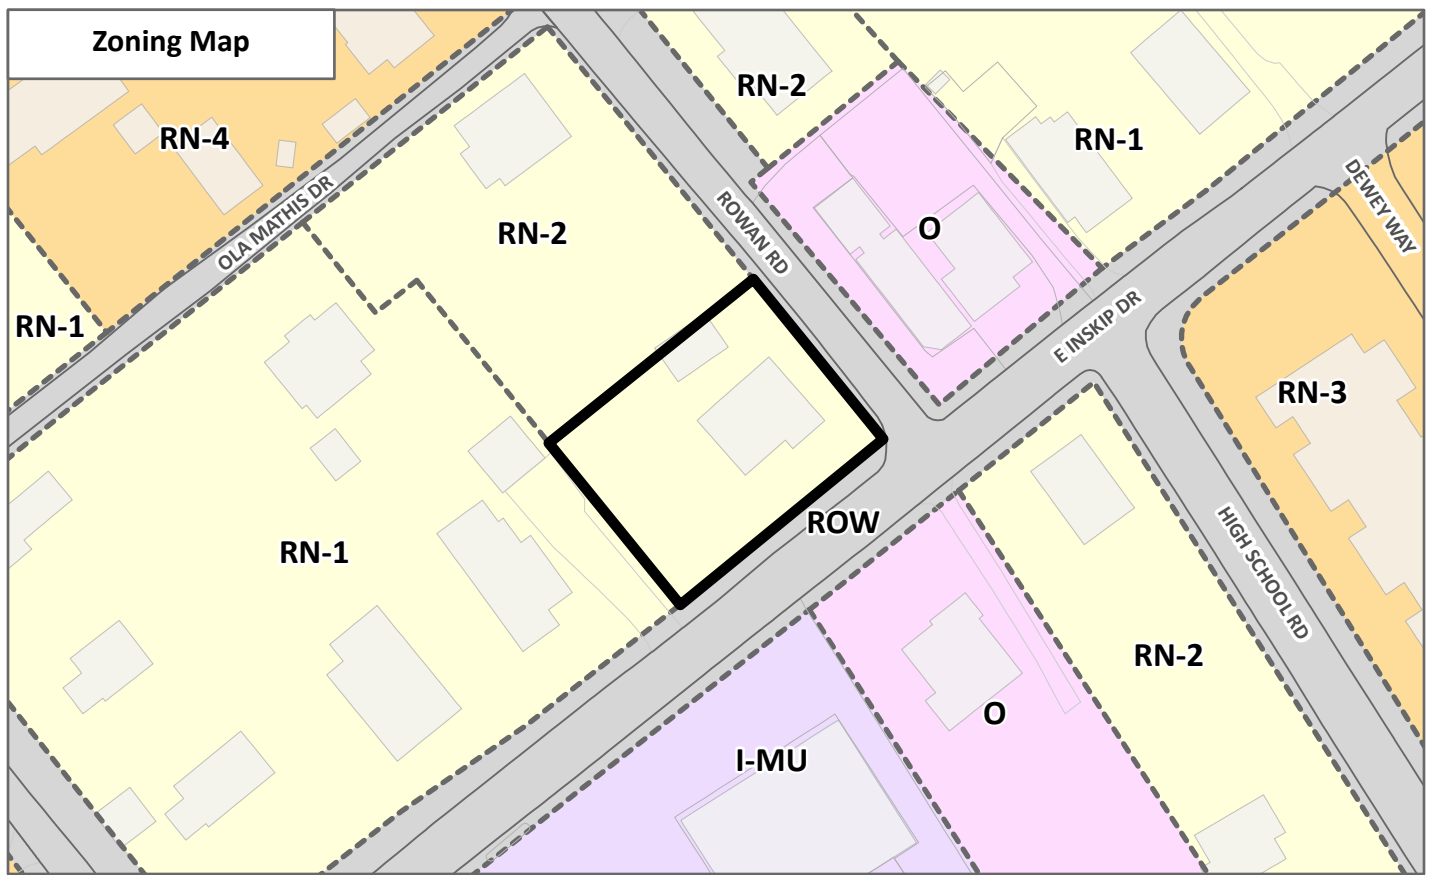 Zoning Map
RN-2
RN-4
RN-1
OLA MATHIS DR
RN-2
ROWAN RD
O
DEWEY WAY
RN-1
E INSKIP DR
RN-3
ROW
RN-1
HIGH SCHOOL RD
RN-2
O
I-MU